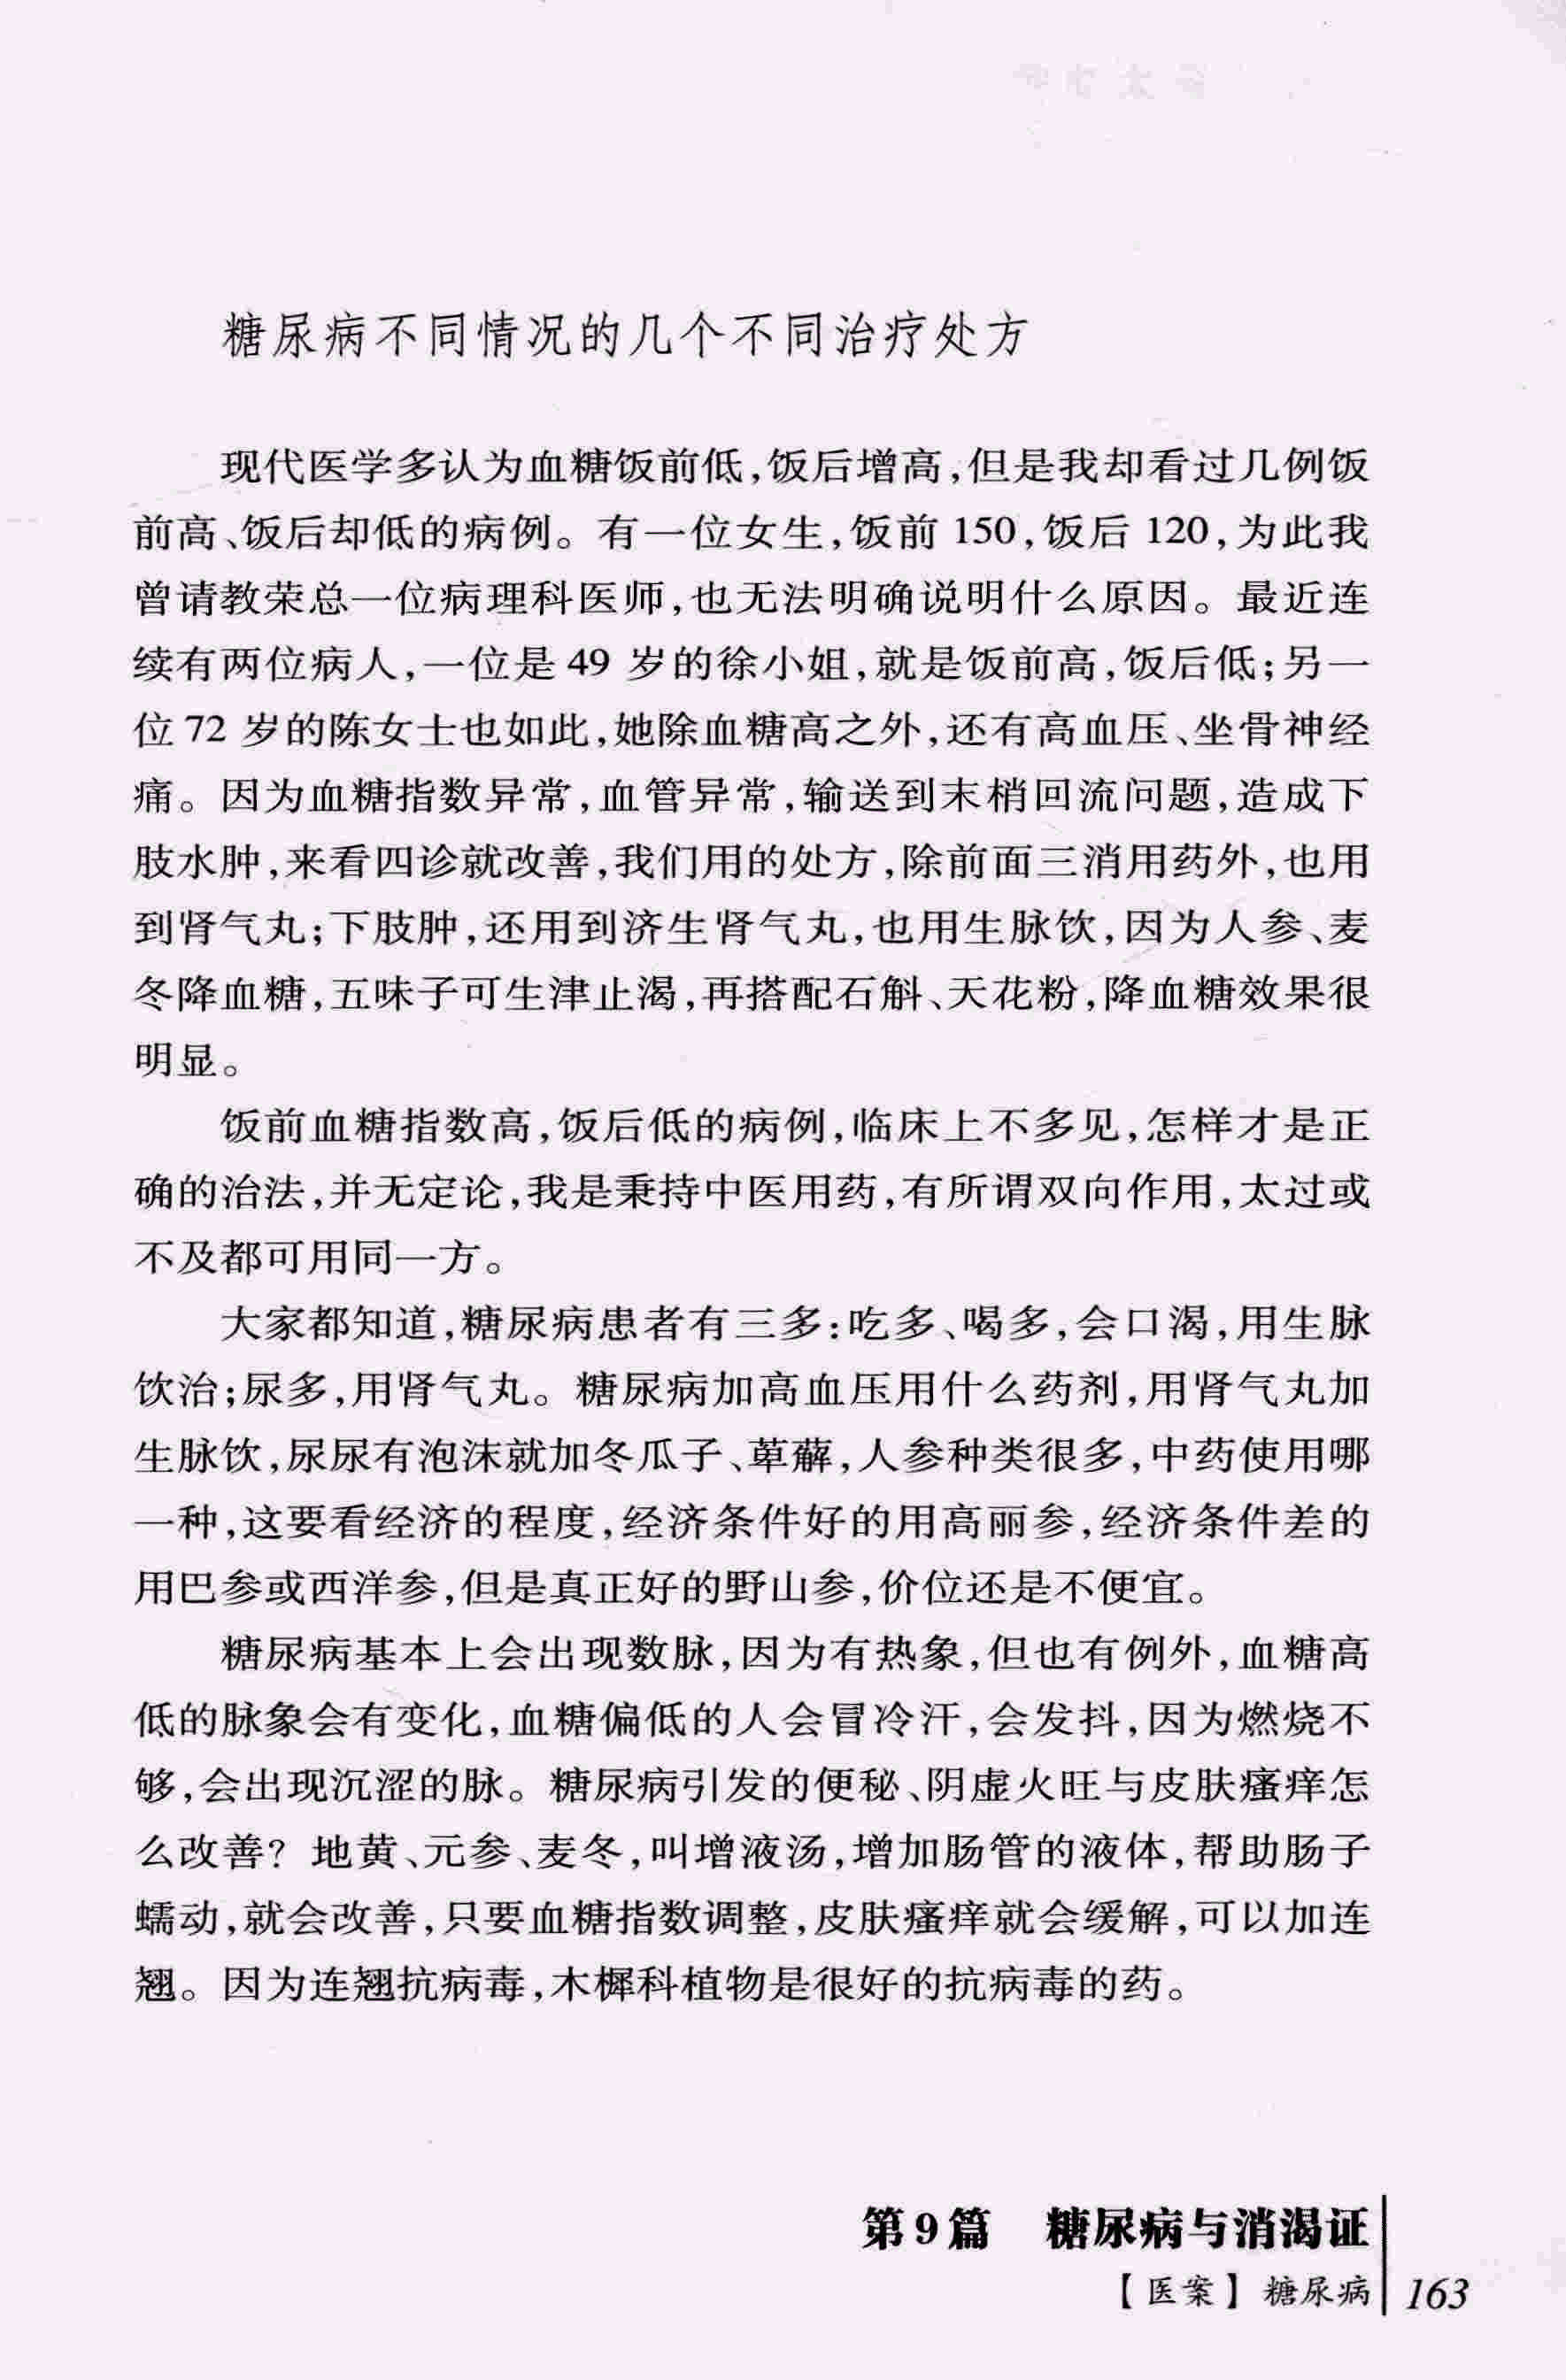 糖尿病不同情况的几个不同治疗处方
现代医学多认为血糖饭前低,饭后增高,但是我却看过几例饭
前高、饭后却低的病例。有一位女生,饭前 150,饭后 120,为此我
曾请教荣总一位病理科医师,也无法明确说明什么原因。最近连
续有两位病人,一位是 49 岁的徐小姐,就是饭前高,饭后低;另一
位 72 岁的陈女士也如此,她除血糖高之外,还有高血压、坐骨神经
痛。因为血糖指数异常,血管异常,输送到末梢回流问题,造成下
肢水肿,来看四诊就改善,我们用的处方,除前面三消用药外,也用
到肾气丸;下肢肿,还用到济生肾气丸,也用生脉饮,因为人参、麦
冬降血糖,五味子可生津止渴,再搭配石斛、天花粉,降血糖效果很
明显。
饭前血糖指数高,饭后低的病例,临床上不多见,怎样才是正
确的治法,并无定论,我是秉持中医用药,有所谓双向作用,太过或
不及都可用同一方。
大家都知道,糖尿病患者有三多:吃多、喝多,会口渴,用生脉
饮治;尿多,用肾气丸。糖尿病加高血压用什么药剂,用肾气丸加
生脉饮,尿尿有泡沫就加冬瓜子、萆薢,人参种类很多,中药使用哪
一种,这要看经济的程度,经济条件好的用高丽参,经济条件差的
用巴参或西洋参,但是真正好的野山参,价位还是不便宜。
糖尿病基本上会出现数脉,因为有热象,但也有例外,血糖高
低的脉象会有变化,血糖偏低的人会冒冷汗,会发抖,因为燃烧不
够,会出现沉涩的脉。糖尿病引发的便秘、阴虚火旺与皮肤瘙痒怎
么改善? 地黄、元参、麦冬,叫增液汤,增加肠管的液体,帮助肠子
蠕动,就会改善,只要血糖指数调整,皮肤瘙痒就会缓解,可以加连
翘。因为连翘抗病毒,木樨科植物是很好的抗病毒的药。
第9篇 糖尿病与消渴证
【医案】糖尿病 163